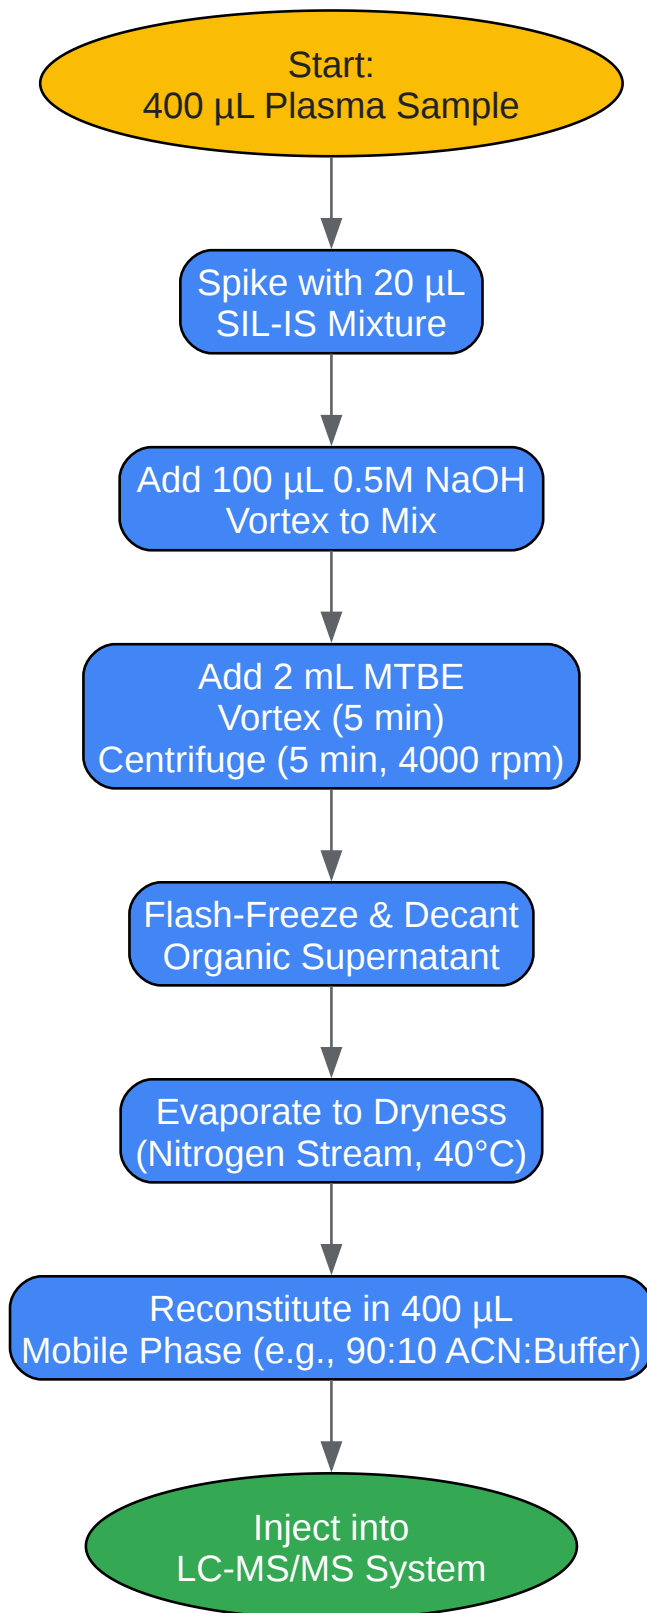 Start:
400 µL Plasma Sample
Spike with 20 µL
SIL-IS Mixture
Add 100 µL 0.5M NaOH
Vortex to Mix
Add 2 mL MTBE
Vortex (5 min)
Centrifuge (5 min, 4000 rpm)
Flash-Freeze & Decant
Organic Supernatant
Evaporate to Dryness
(Nitrogen Stream, 40°C)
Reconstitute in 400 µL
Mobile Phase (e.g., 90:10 ACN:Buffer)
Inject into
LC-MS/MS System